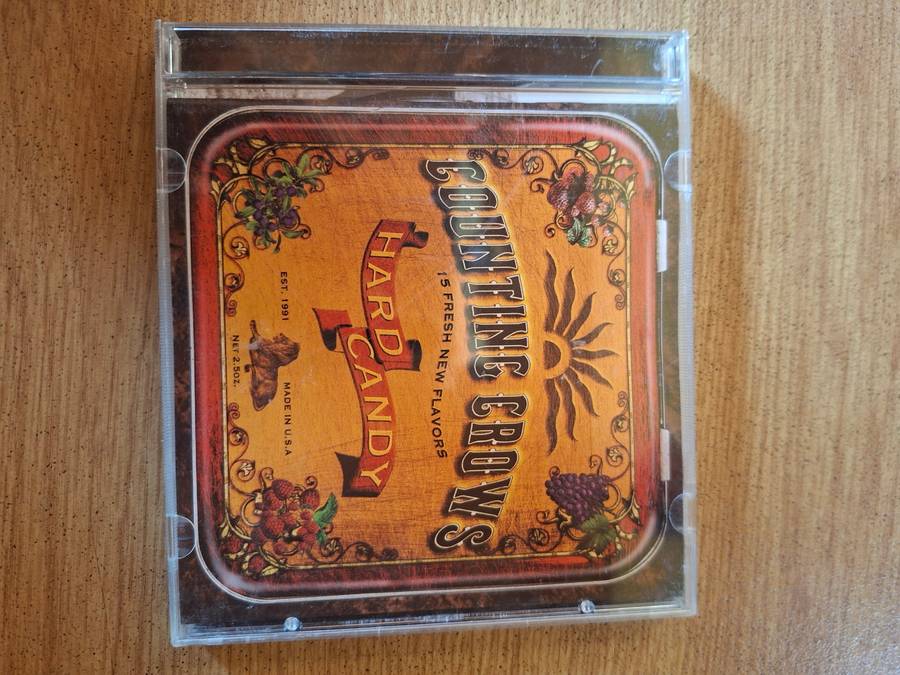 COUNTING CROWS
15 FRESH NEW FLAVORS
HARD
CANDY
EST. 1991
MADE IN U.S.A
NET 2.5OZ.